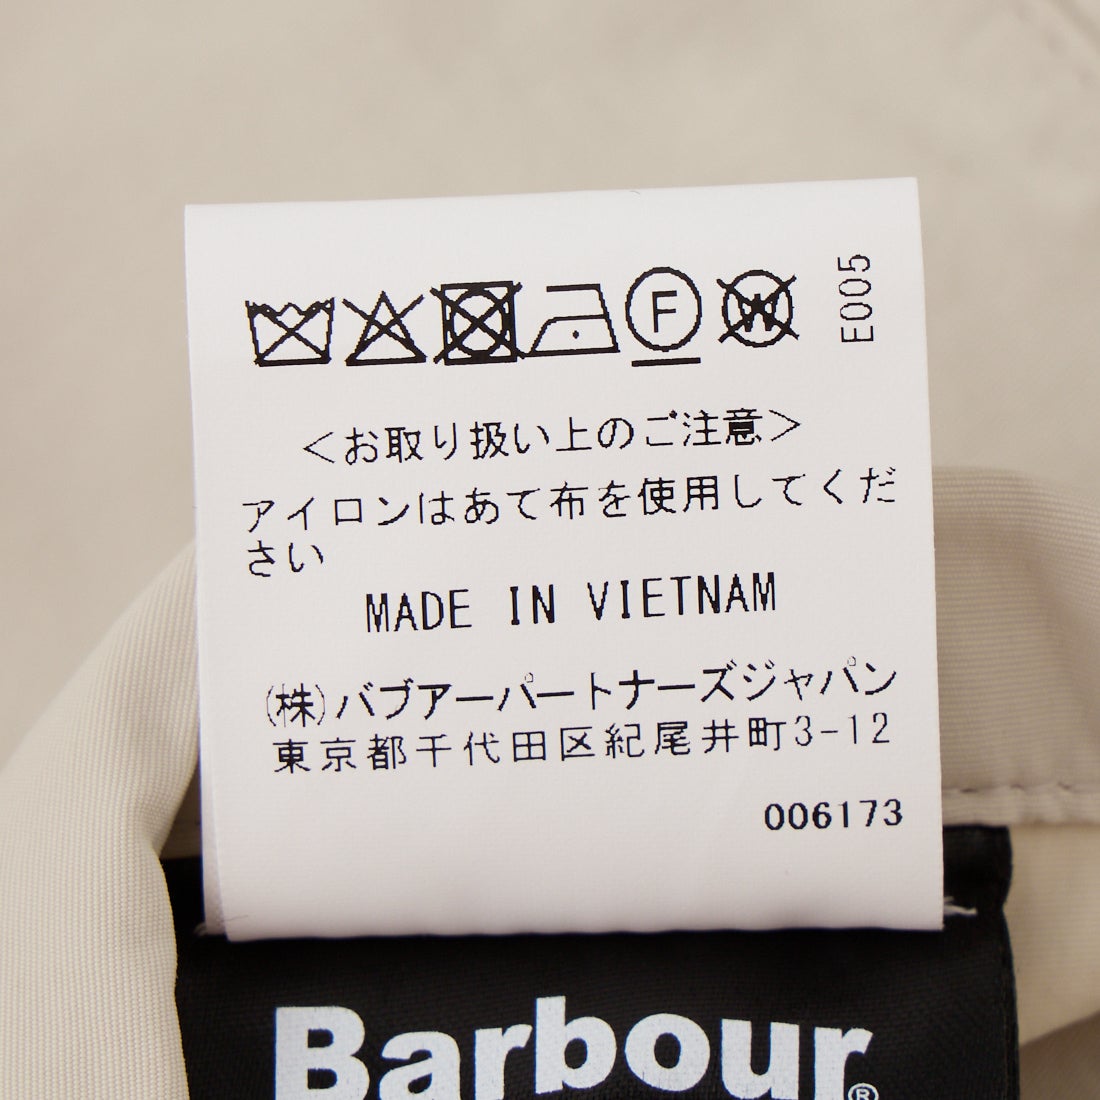 F W E005
＜お取り扱い上のご注意＞
アイロンはあて布を使用してくだ
さい
MADE IN VIETNAM
(株)バブアーパートナーズジャパン
東京都千代田区紀尾井町3-12
006173
Barbour®